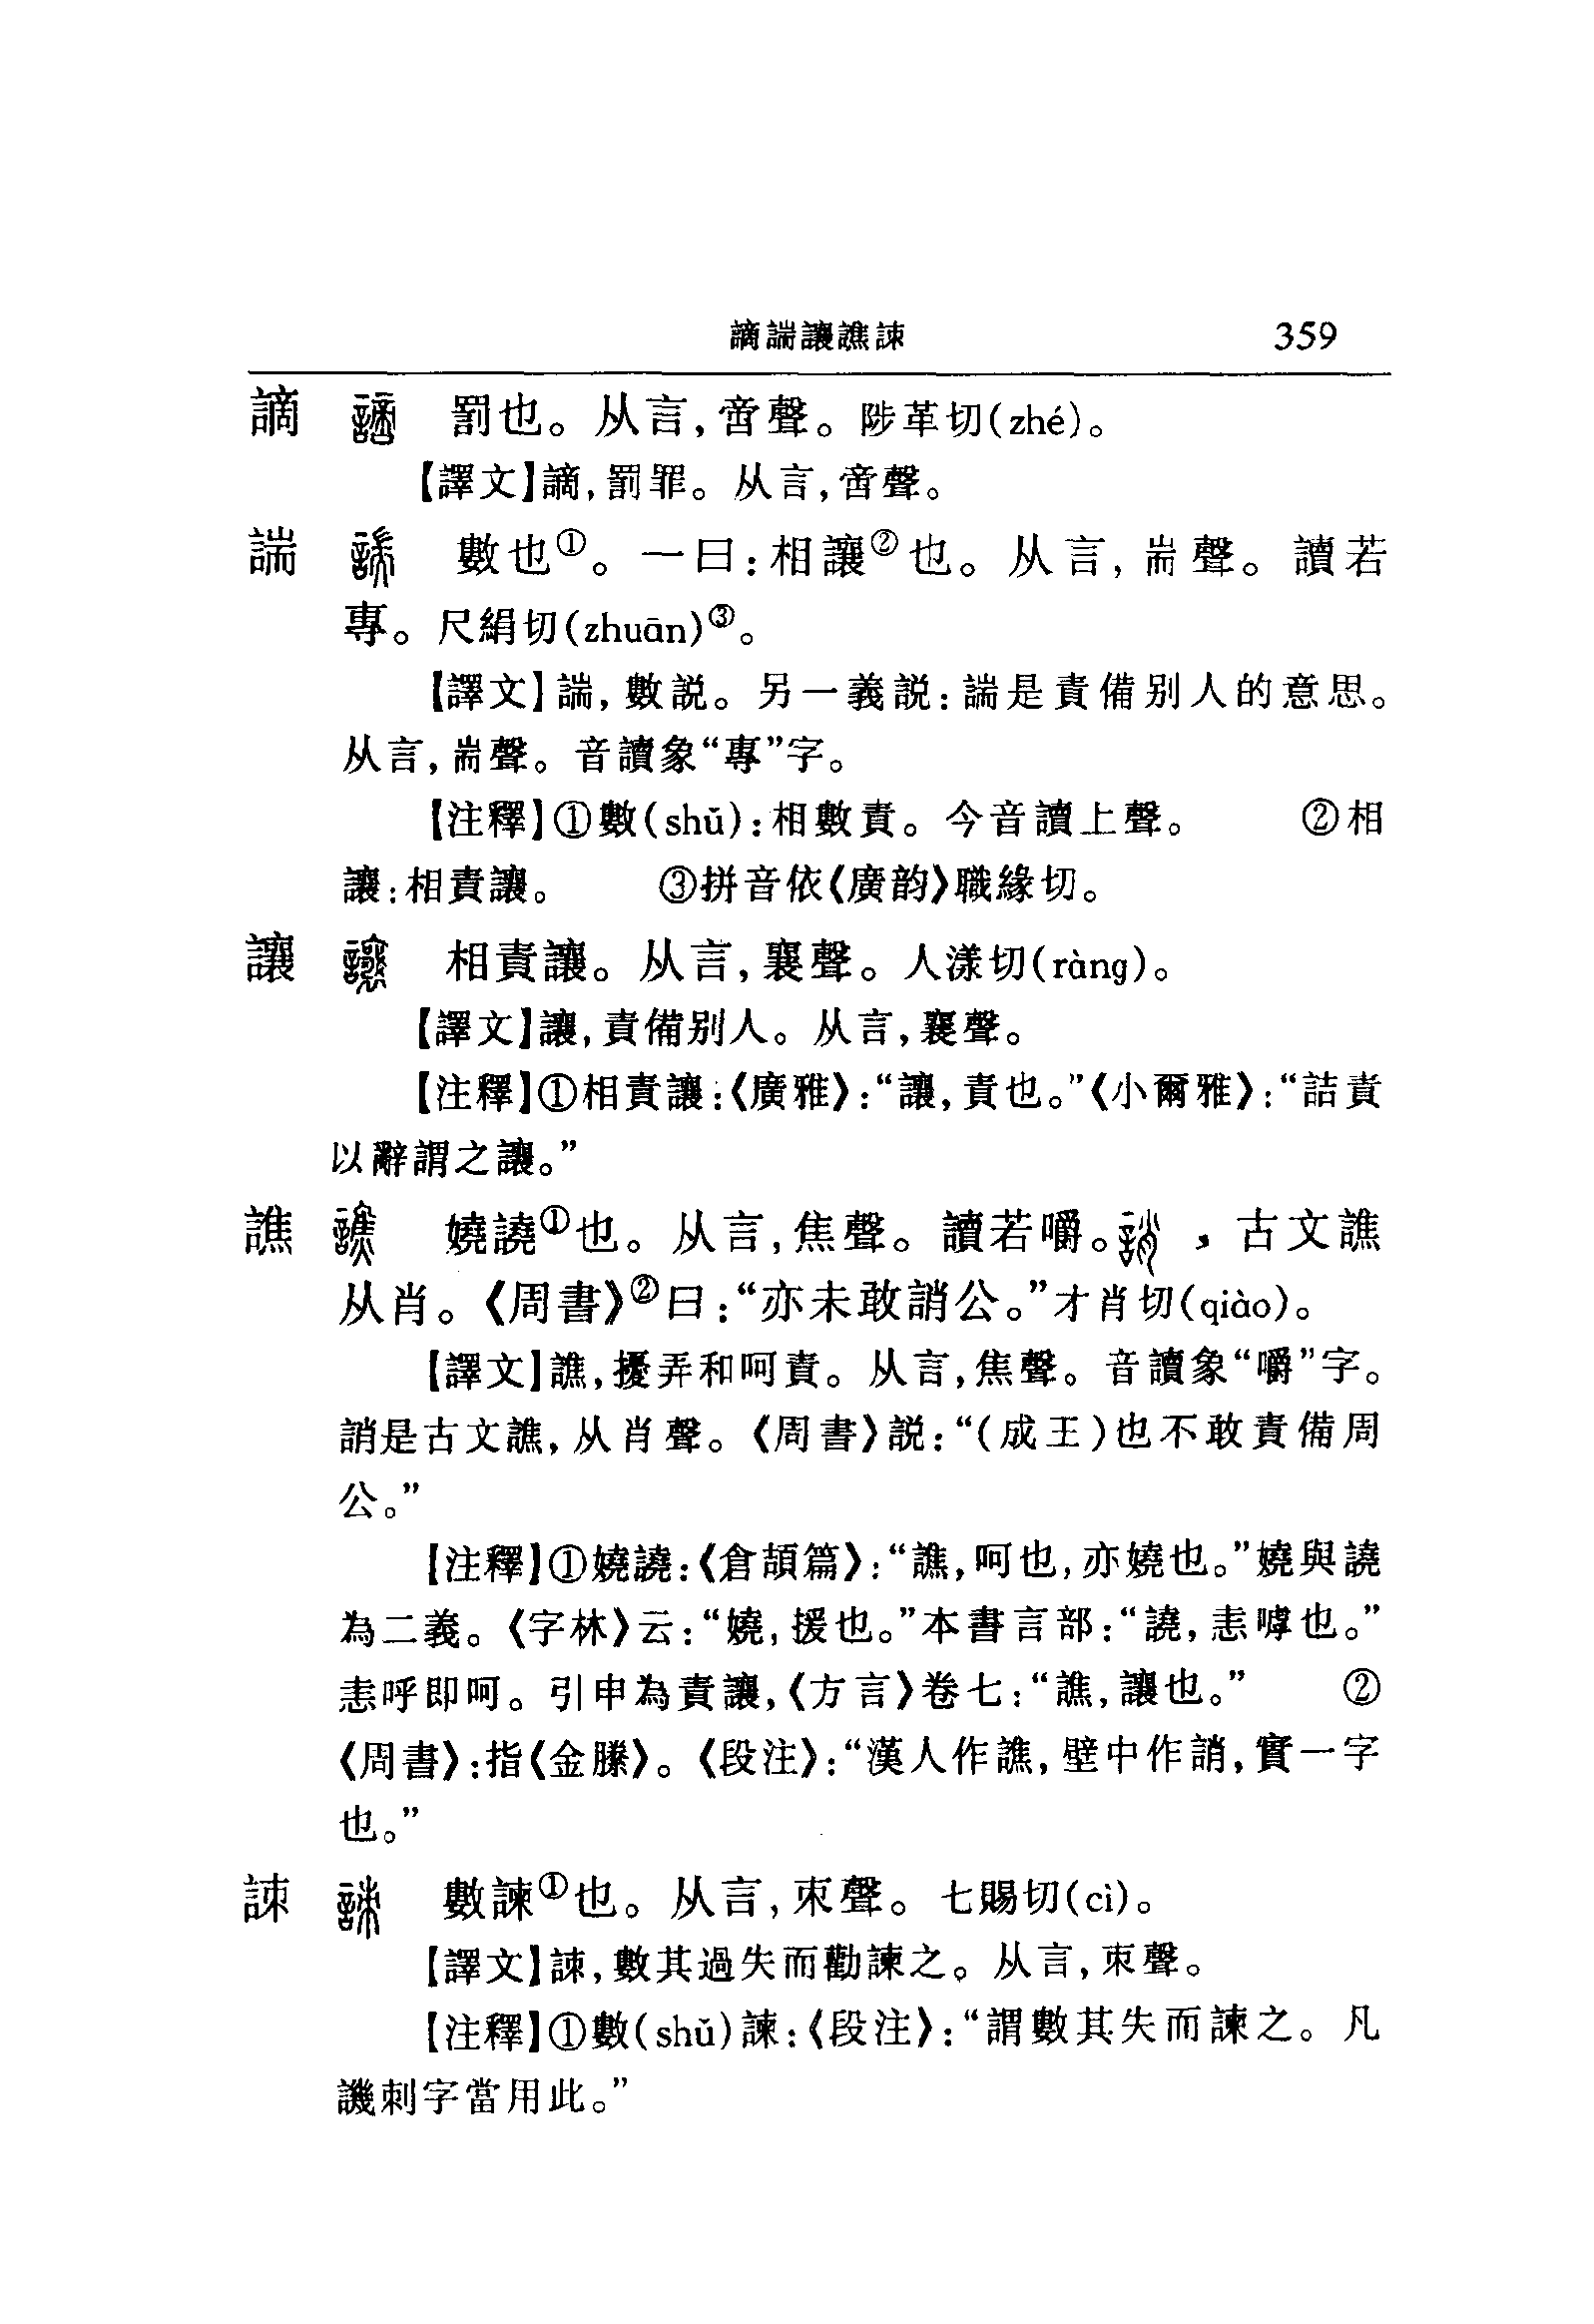 謫諯讓譙諫 359
謫 罰也。从言,啻聲。陟革切(zhé)。
【譯文】謫,罰罪。从言,啻聲。
諯 數也①。一曰:相讓②也。从言,耑聲。讀若
專。尺絹切(zhuān)③。
【譯文】諯,數説。另一義説:諯是責備别人的意思。
从言,耑聲。音讀象“專”字。
【注釋】①數(shǔ):相數責。今音讀上聲。 ②相
讓:相責讓。 ③拼音依《廣韵》職緣切。
讓 相責讓。从言,襄聲。人漾切(ràng)。
【譯文】讓,責備别人。从言,襄聲。
【注釋】①相責讓:《廣雅》:“讓,責也。”《小爾雅》:“詰責
以辭謂之讓。”
譙 嬈譊①也。从言,焦聲。讀若嚼。誚,古文譙
从肖。《周書》②曰:“亦未敢誚公。”才肖切(qiào)。
【譯文】譙,擾弄和呵責。从言,焦聲。音讀象“嚼”字。
誚是古文譙,从肖聲。《周書》説:“(成王)也不敢責備周
公。”
【注釋】①嬈譊:《倉頡篇》:“譙,呵也,亦嬈也。”嬈與譊
為二義。《字林》云:“嬈,援也。”本書言部:“譊,恚嘑也。”
恚呼即呵。引申為責讓,《方言》卷七:“譙,讓也。” ②
《周書》:指《金縢》。《段注》:“漢人作譙,壁中作誚,實一字
也。”
諫 數諫①也。从言,朿聲。七賜切(cì)。
【譯文】諫,數其過失而勸諫之。从言,朿聲。
【注釋】①數(shǔ)諫:《段注》:“謂數其失而諫之。凡
譏刺字當用此。”